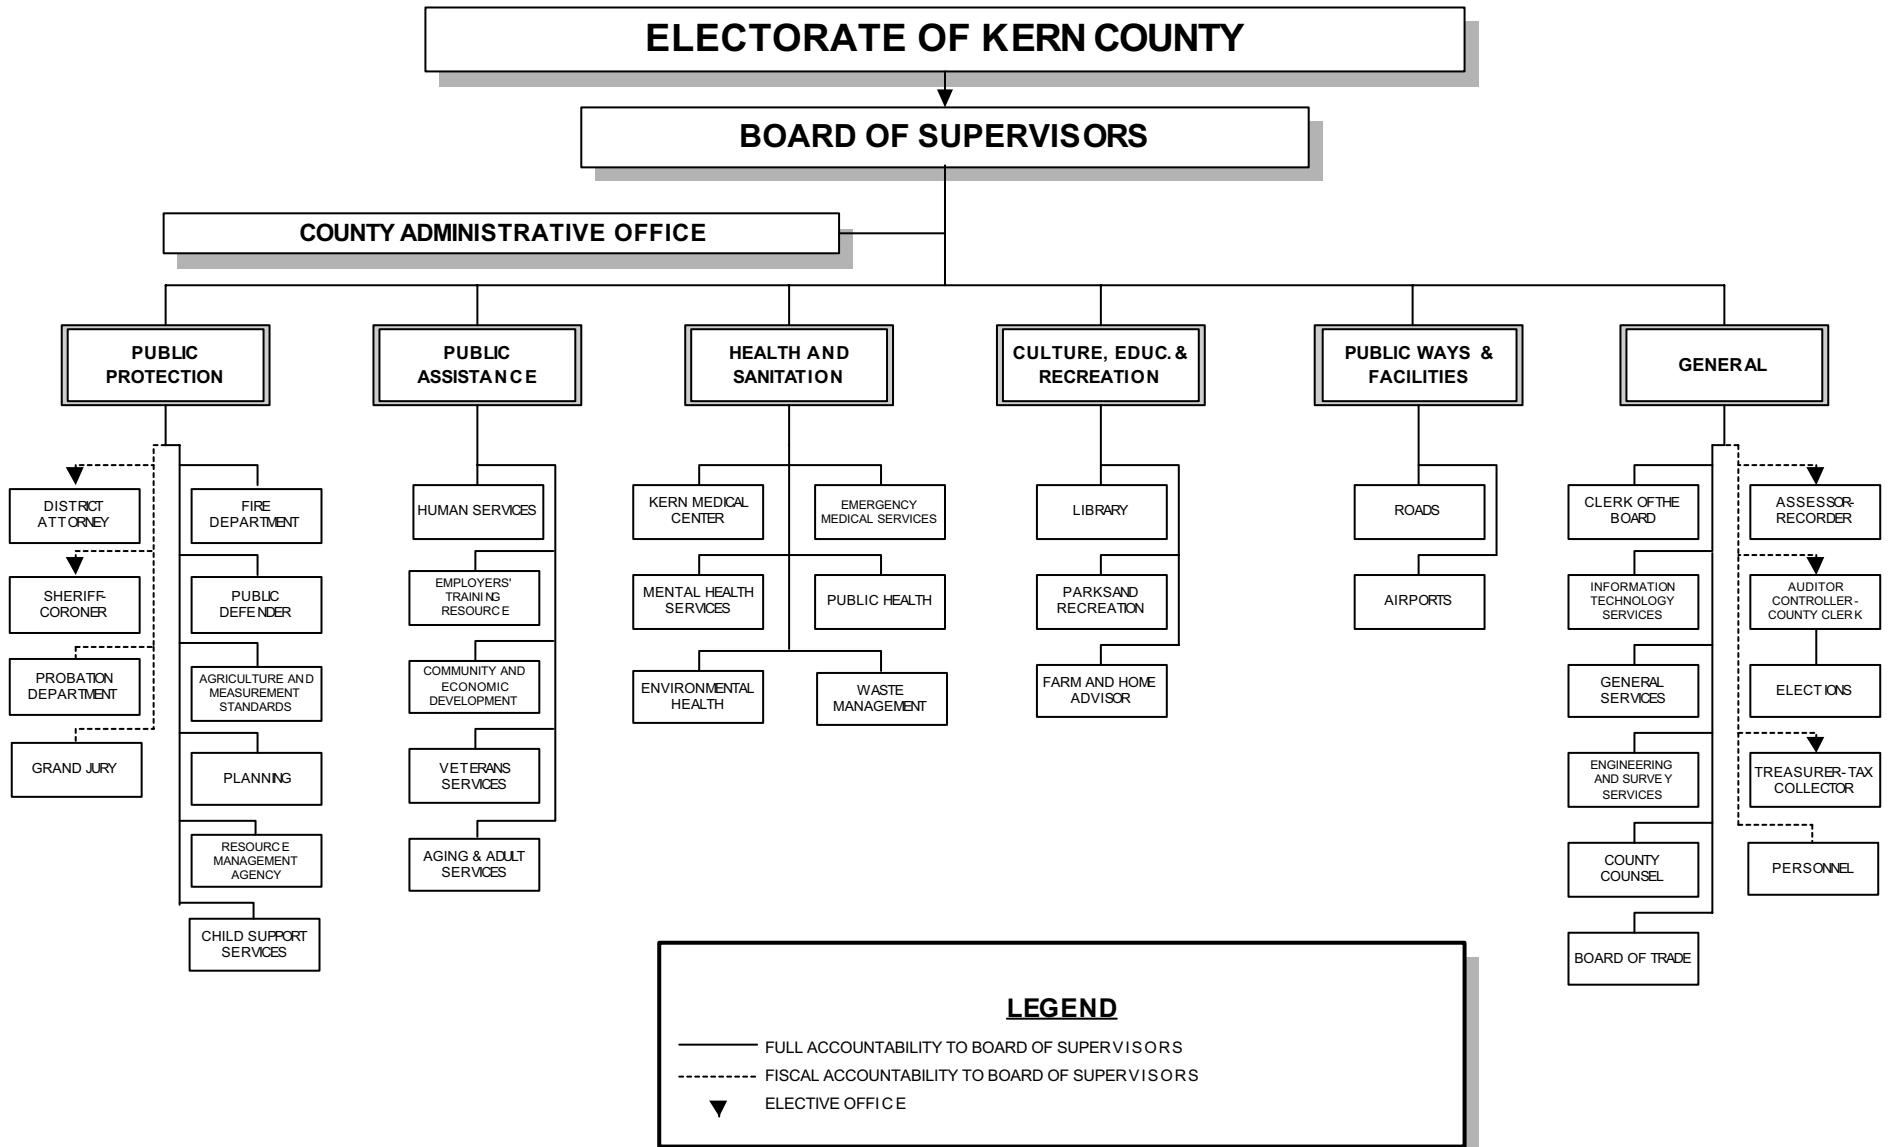 ELECTORATE OF KERN COUNTY
BOARD OF SUPERVISORS
COUNTY ADMINISTRATIVE OFFICE
PUBLIC
PROTECTION
PUBLIC
ASSISTANCE
HEALTH AND
SANITATION
CULTURE, EDUC. &
RECREATION
PUBLIC WAYS &
FACILITIES
GENERAL
DISTRICT
ATTORNEY
SHERIFF-
CORONER
PROBATION
DEPARTMENT
GRAND JURY
FIRE
DEPARTMENT
PUBLIC
DEFENDER
AGRICULTURE AND
MEASUREMENT
STANDARDS
PLANNING
RESOURCE
MANAGEMENT
AGENCY
CHILD SUPPORT
SERVICES
HUMAN SERVICES
EMPLOYERS'
TRAINING
RESOURCE
COMMUNITY AND
ECONOMIC
DEVELOPMENT
VETERANS
SERVICES
AGING & ADULT
SERVICES
KERN MEDICAL
CENTER
EMERGENCY
MEDICAL SERVICES
MENTAL HEALTH
SERVICES
PUBLIC HEALTH
ENVIRONMENTAL
HEALTH
WASTE
MANAGEMENT
LIBRARY
PARKS AND
RECREATION
FARM AND HOME
ADVISOR
ROADS
AIRPORTS
CLERK OF THE
BOARD
INFORMATION
TECHNOLOGY
SERVICES
GENERAL
SERVICES
ENGINEERING
AND SURVEY
SERVICES
COUNTY
COUNSEL
BOARD OF TRADE
ASSESSOR-
RECORDER
AUDITOR
CONTROLLER-
COUNTY CLERK
ELECTIONS
TREASURER-TAX
COLLECTOR
PERSONNEL
LEGEND
FULL ACCOUNTABILITY TO BOARD OF SUPERVISORS
FISCAL ACCOUNTABILITY TO BOARD OF SUPERVISORS
ELECTIVE OFFICE